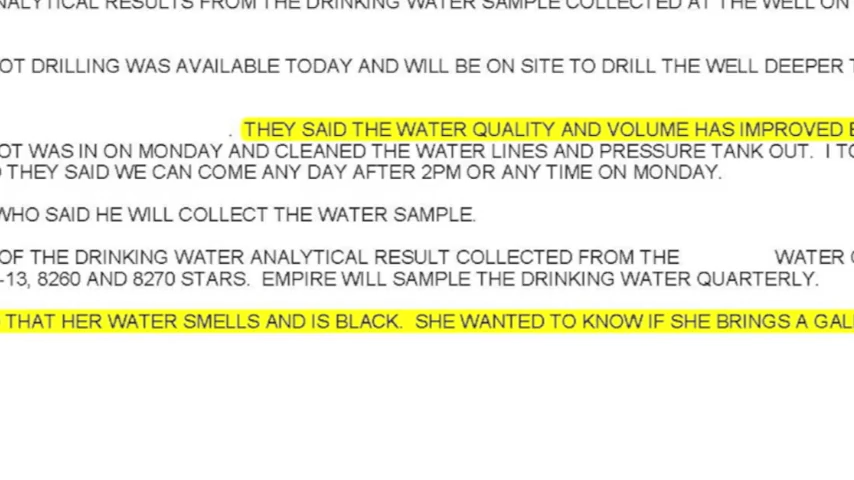 ANALYTICAL RESULTS FROM THE DRINKING WATER SAMPLE COLLECTED AT THE WELL ON
OT DRILLING WAS AVAILABLE TODAY AND WILL BE ON SITE TO DRILL THE WELL DEEPER
. THEY SAID THE WATER QUALITY AND VOLUME HAS IMPROVED
OT WAS IN ON MONDAY AND CLEANED THE WATER LINES AND PRESSURE TANK OUT. I TO
THEY SAID WE CAN COME ANY DAY AFTER 2PM OR ANY TIME ON MONDAY.
WHO SAID HE WILL COLLECT THE WATER SAMPLE.
OF THE DRINKING WATER ANALYTICAL RESULT COLLECTED FROM THE WATER
-13, 8260 AND 8270 STARS. EMPIRE WILL SAMPLE THE DRINKING WATER QUARTERLY.
THAT HER WATER SMELLS AND IS BLACK. SHE WANTED TO KNOW IF SHE BRINGS A GAL